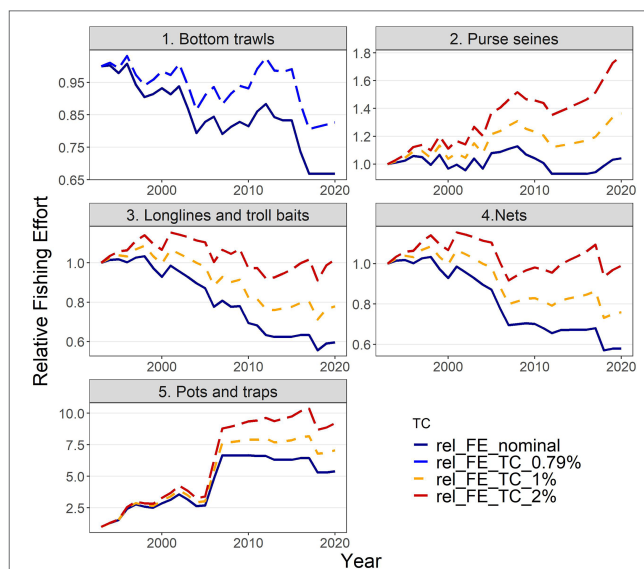 1. Bottom trawls
2. Purse seines
0.95
0.85
0.75
0.65
1.8
1.6
1.4
1.2
1.0
2000
2010
2020
2000
2010
2020
3. Longlines and troll baits
4.Nets
1.0
0.8
0.6
1.0
0.8
0.6
2000
2010
2020
5. Pots and traps
10.0
7.5
5.0
2.5
2000
2010
2020
Relative Fishing Effort
Year
TC
rel_FE_nominal
rel_FE_TC_0.79%
rel_FE_TC_1%
rel_FE_TC_2%